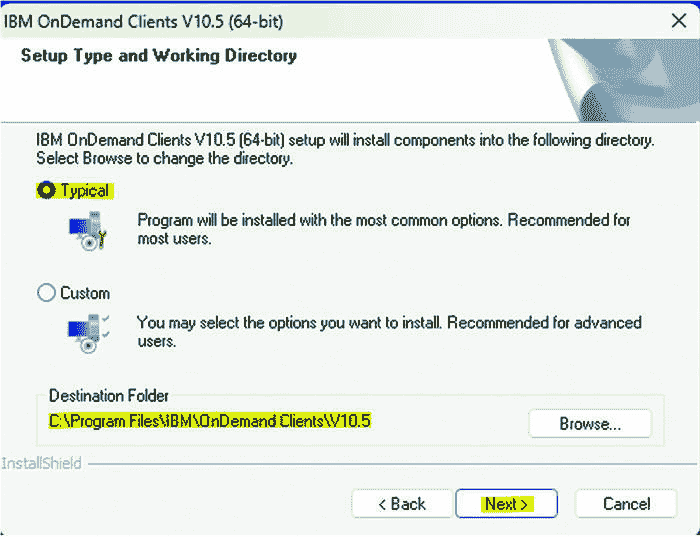 IBM OnDemand Clients V10.5 (64-bit)
Setup Type and Working Directory
IBM OnDemand Clients V10.5 (64-bit) setup will install components into the following directory.
Select Browse to change the directory.
Typical
Program will be installed with the most common options. Recommended for
most users.
Custom
You may select the options you want to install. Recommended for advanced
users.
Destination Folder
C:\Program Files\IBM\OnDemand Clients\V10.5
Browse...
InstallShield
< Back
Next >
Cancel